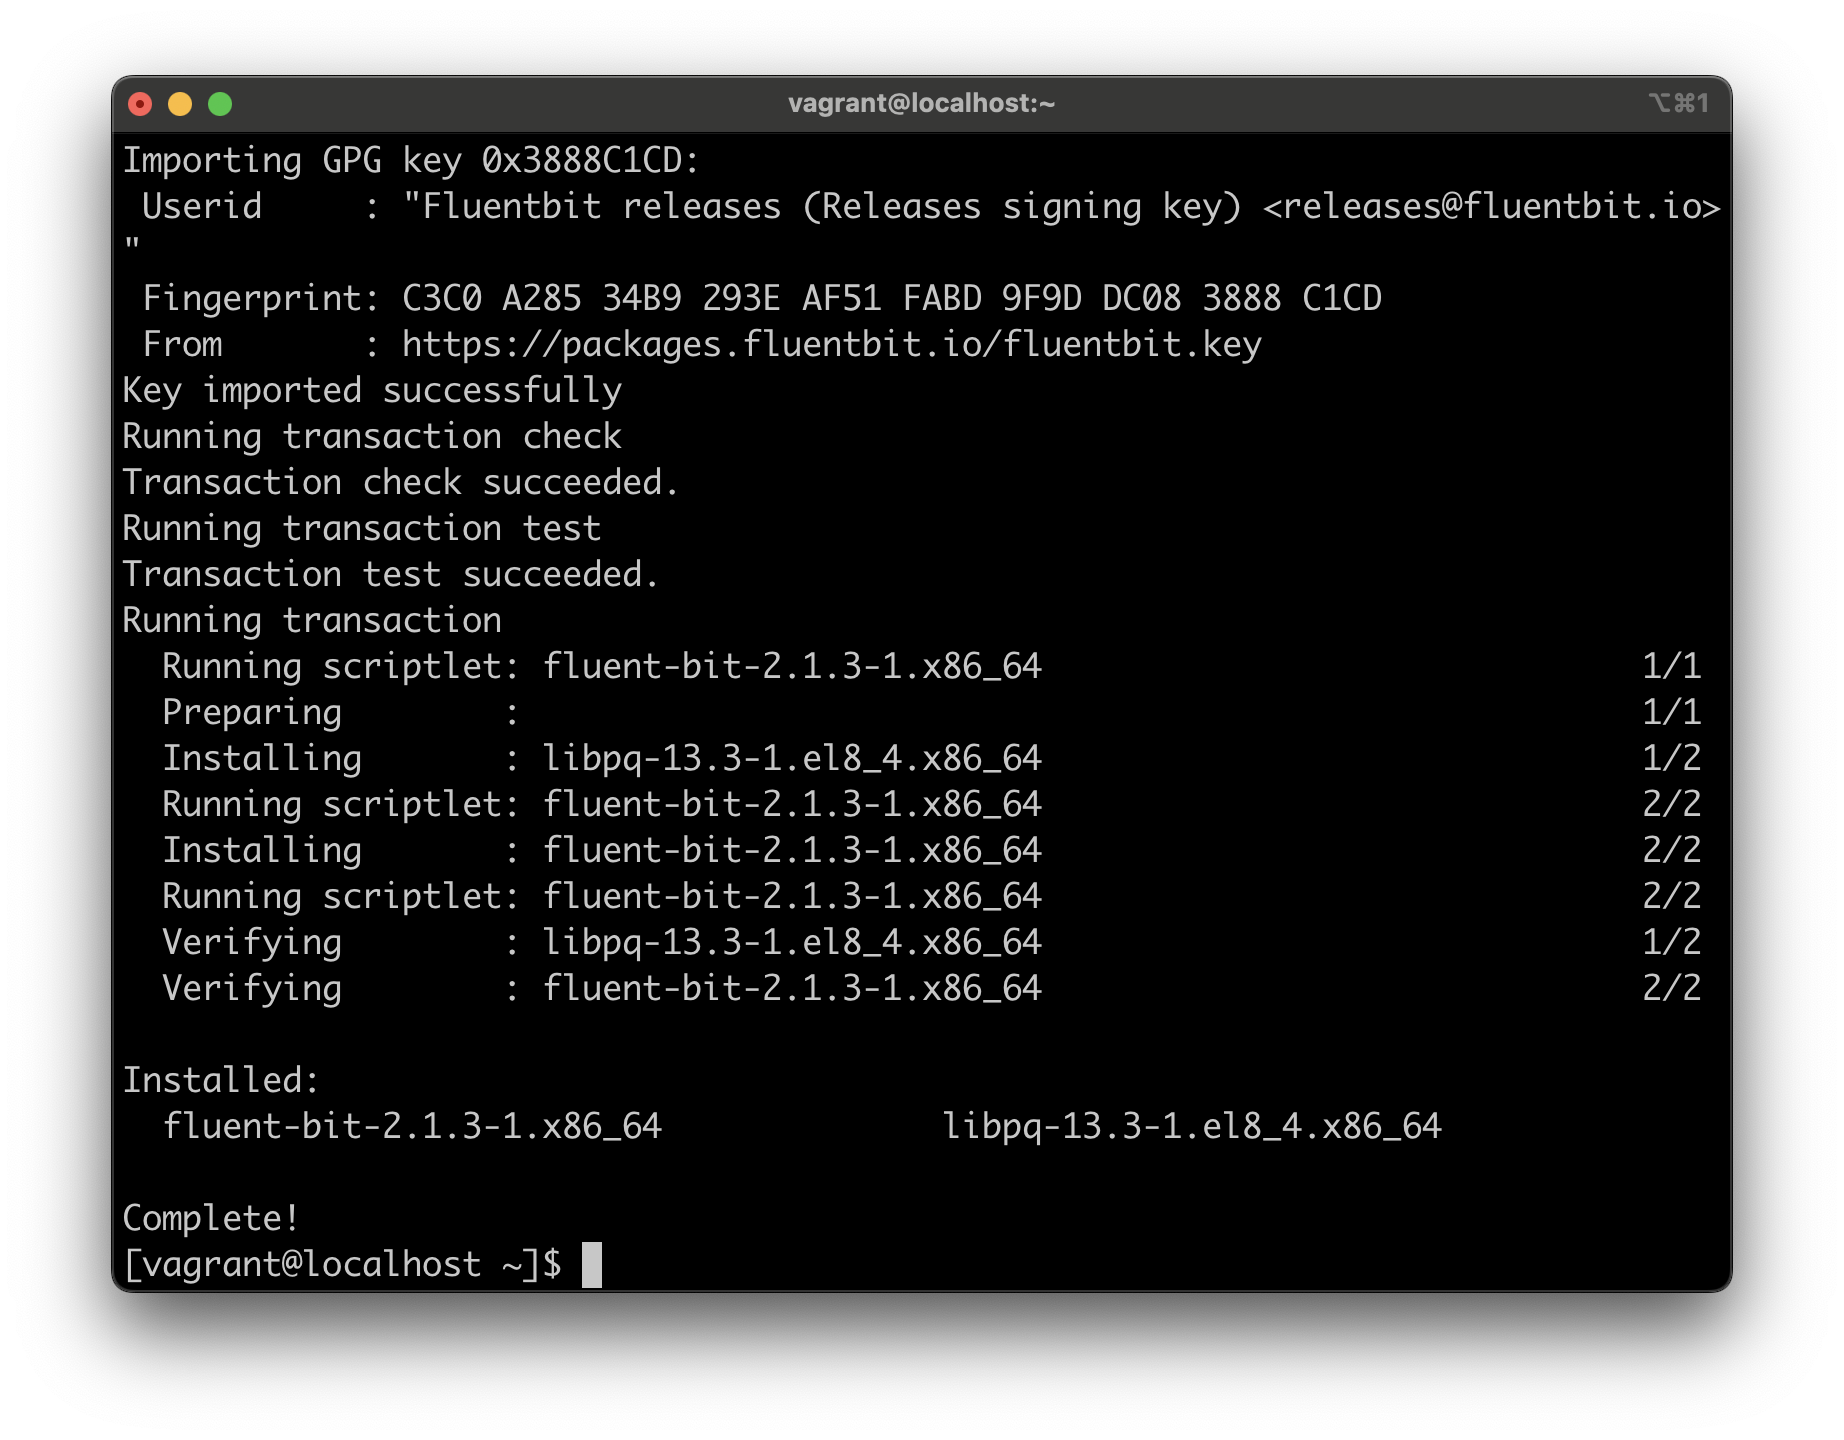 vagrant@localhost:~
⌥⌘1
Importing GPG key 0x3888C1CD:
 Userid     : "Fluentbit releases (Releases signing key) <releases@fluentbit.io>
"
 Fingerprint: C3C0 A285 34B9 293E AF51 FABD 9F9D DC08 3888 C1CD
 From       : https://packages.fluentbit.io/fluentbit.key
Key imported successfully
Running transaction check
Transaction check succeeded.
Running transaction test
Transaction test succeeded.
Running transaction
  Running scriptlet: fluent-bit-2.1.3-1.x86_64                              1/1
  Preparing        :                                                        1/1
  Installing       : libpq-13.3-1.el8_4.x86_64                              1/2
  Running scriptlet: fluent-bit-2.1.3-1.x86_64                              2/2
  Installing       : fluent-bit-2.1.3-1.x86_64                              2/2
  Running scriptlet: fluent-bit-2.1.3-1.x86_64                              2/2
  Verifying        : libpq-13.3-1.el8_4.x86_64                              1/2
  Verifying        : fluent-bit-2.1.3-1.x86_64                              2/2

Installed:
  fluent-bit-2.1.3-1.x86_64              libpq-13.3-1.el8_4.x86_64

Complete!
[vagrant@localhost ~]$